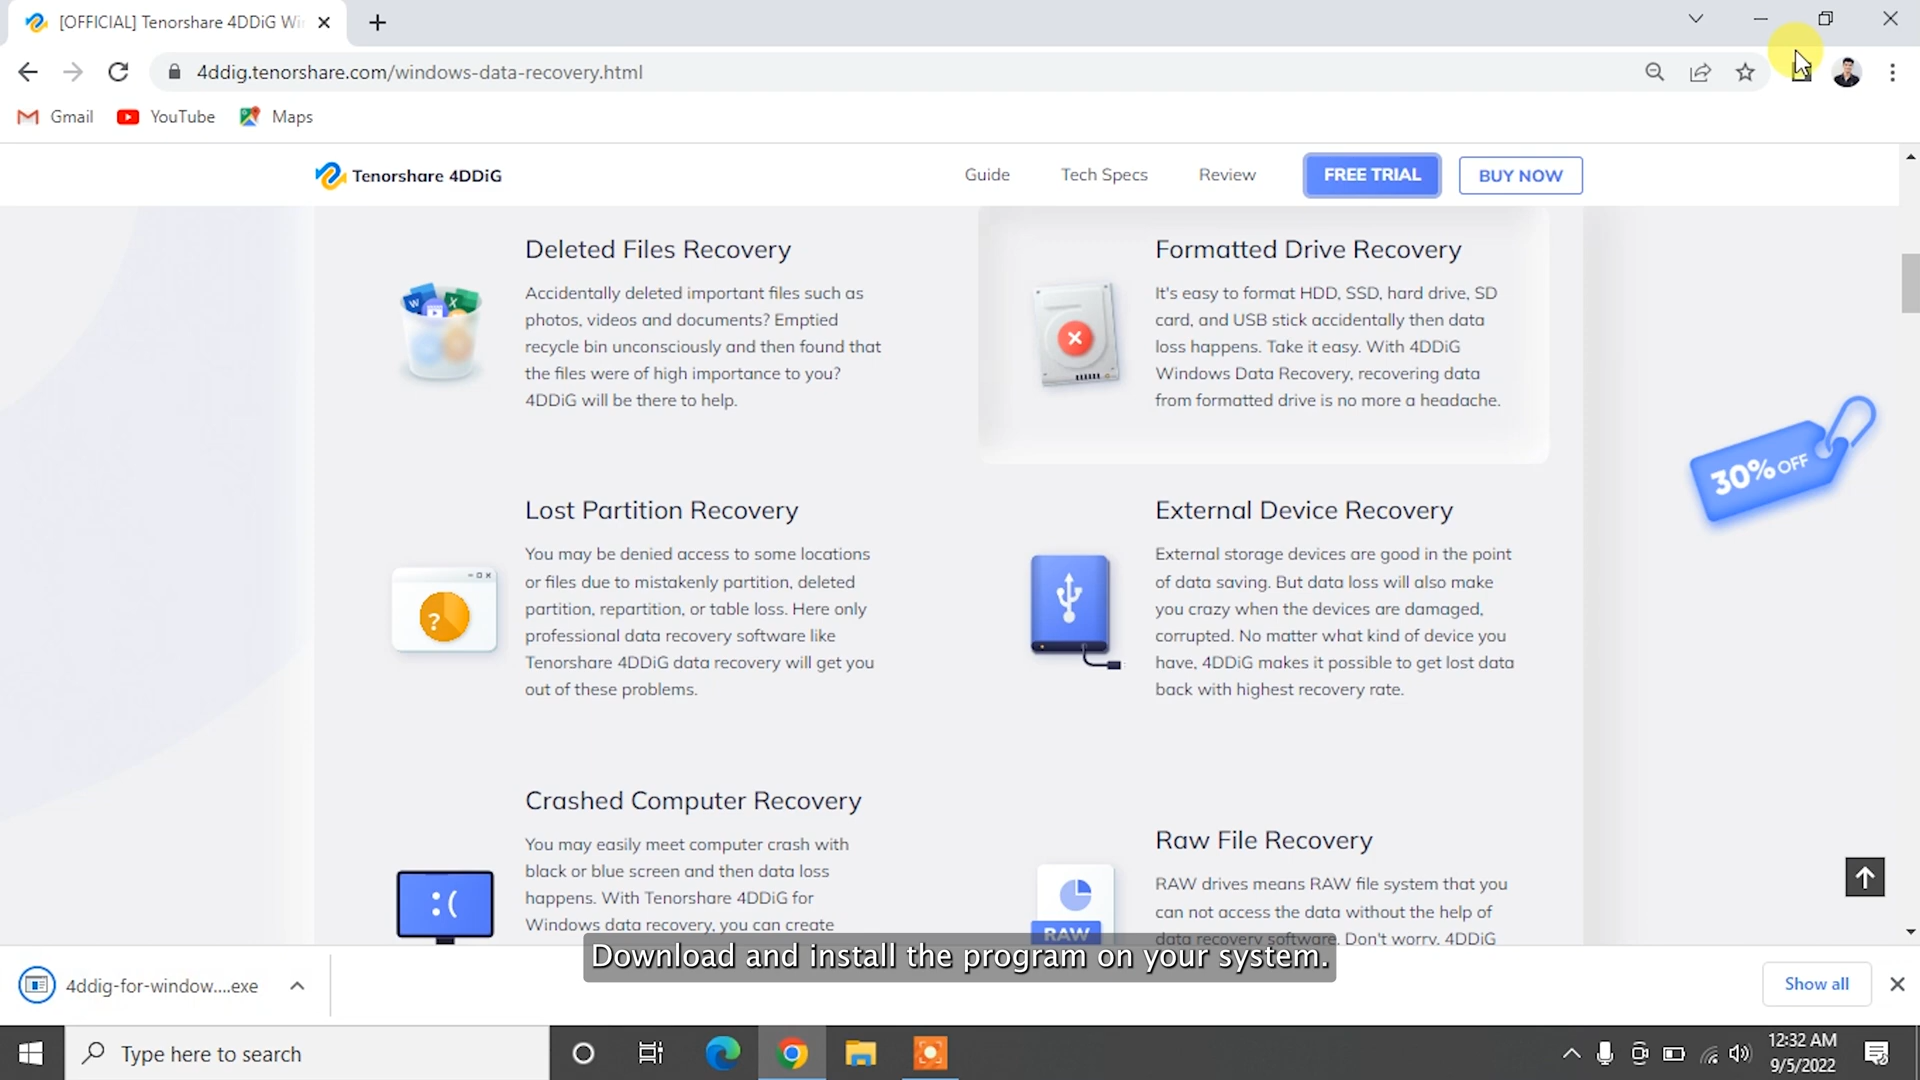 [OFFICIAL] Tenorshare 4DDiG Wi
4ddig.tenorshare.com/windows-data-recovery.html
Gmail
YouTube
Maps
Tenorshare 4DDiG
Guide
Tech Specs
Review
FREE TRIAL
BUY NOW
Deleted Files Recovery
Accidentally deleted important files such as
photos, videos and documents? Emptied
recycle bin unconsciously and then found that
the files were of high importance to you?
4DDiG will be there to help.
Formatted Drive Recovery
It's easy to format HDD, SSD, hard drive, SD
card, and USB stick accidentally then data
loss happens. Take it easy. With 4DDiG
Windows Data Recovery, recovering data
from formatted drive is no more a headache.
30% OFF
Lost Partition Recovery
You may be denied access to some locations
or files due to mistakenly partition, deleted
partition, repartition, or table loss. Here only
professional data recovery software like
Tenorshare 4DDiG data recovery will get you
out of these problems.
External Device Recovery
External storage devices are good in the point
of data saving. But data loss will also make
you crazy when the devices are damaged,
corrupted. No matter what kind of device you
have, 4DDiG makes it possible to get lost data
back with highest recovery rate.
Crashed Computer Recovery
You may easily meet computer crash with
black or blue screen and then data loss
happens. With Tenorshare 4DDiG for
Windows data recovery, you can create
Raw File Recovery
RAW
RAW drives means RAW file system that you
can not access the data without the help of
data recovery software. Don't worry. 4DDiG
Download and install the program on your system.
4ddig-for-window....exe
Show all
Type here to search
12:32 AM
9/5/2022